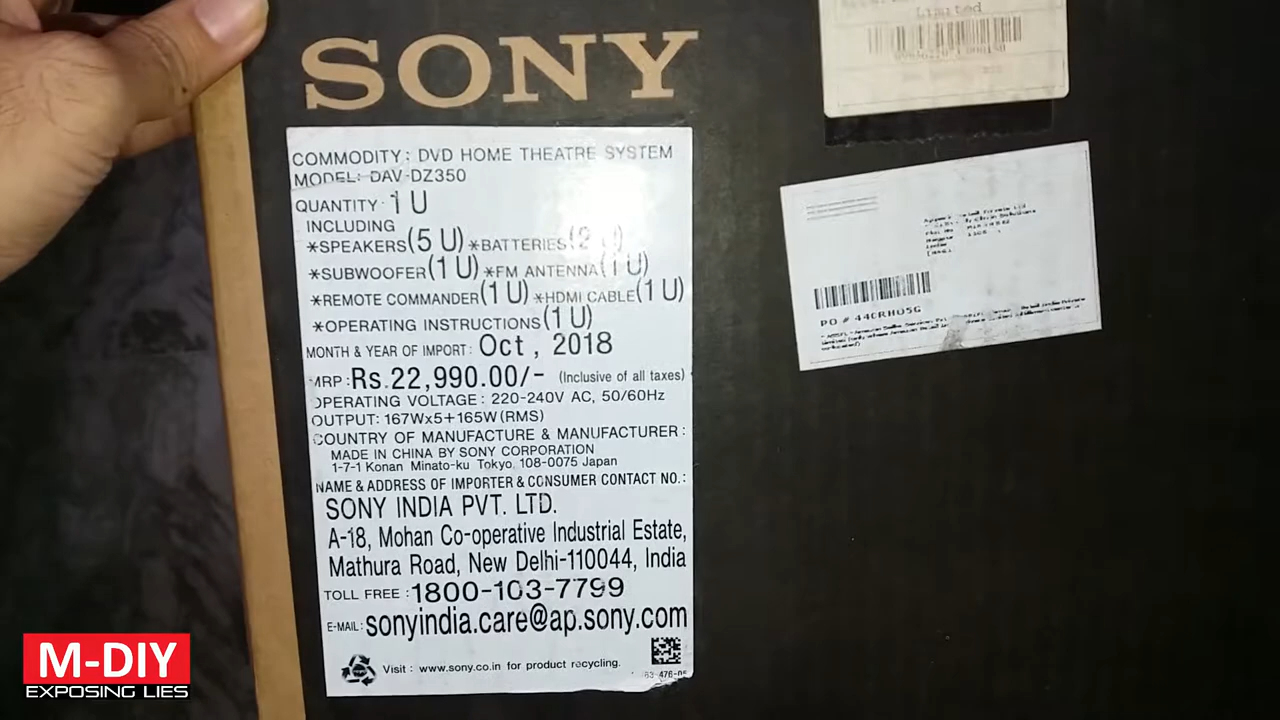 SONY
COMMODITY: DVD HOME THEATRE SYSTEM
MODEL: DAV-DZ350
QUANTITY: 1 U
INCLUDING
*SPEAKERS(5 U) *BATTERIES(2 U)
*SUBWOOFER(1 U) *FM ANTENNA(1 U)
*REMOTE COMMANDER(1 U) *HDMI CABLE(1 U)
*OPERATING INSTRUCTIONS(1 U)
MONTH & YEAR OF IMPORT: Oct , 2018
MRP:Rs.22,990.00/- (Inclusive of all taxes)
OPERATING VOLTAGE : 220-240V AC, 50/60Hz
OUTPUT: 167Wx5+165W(RMS)
COUNTRY OF MANUFACTURE & MANUFACTURER:
MADE IN CHINA BY SONY CORPORATION
1-7-1 Konan Minato-ku Tokyo, 108-0075 Japan
NAME & ADDRESS OF IMPORTER & CONSUMER CONTACT NO.:
SONY INDIA PVT. LTD.
A-18, Mohan Co-operative Industrial Estate,
Mathura Road, New Delhi-110044, India
TOLL FREE :1800-103-7799
E-MAIL:sonyindia.care@ap.sony.com
Visit : www.sony.co.in for product recycling.
63-476-05
Limited
PO # 44CRHU5G
M-DIY
EXPOSING LIES